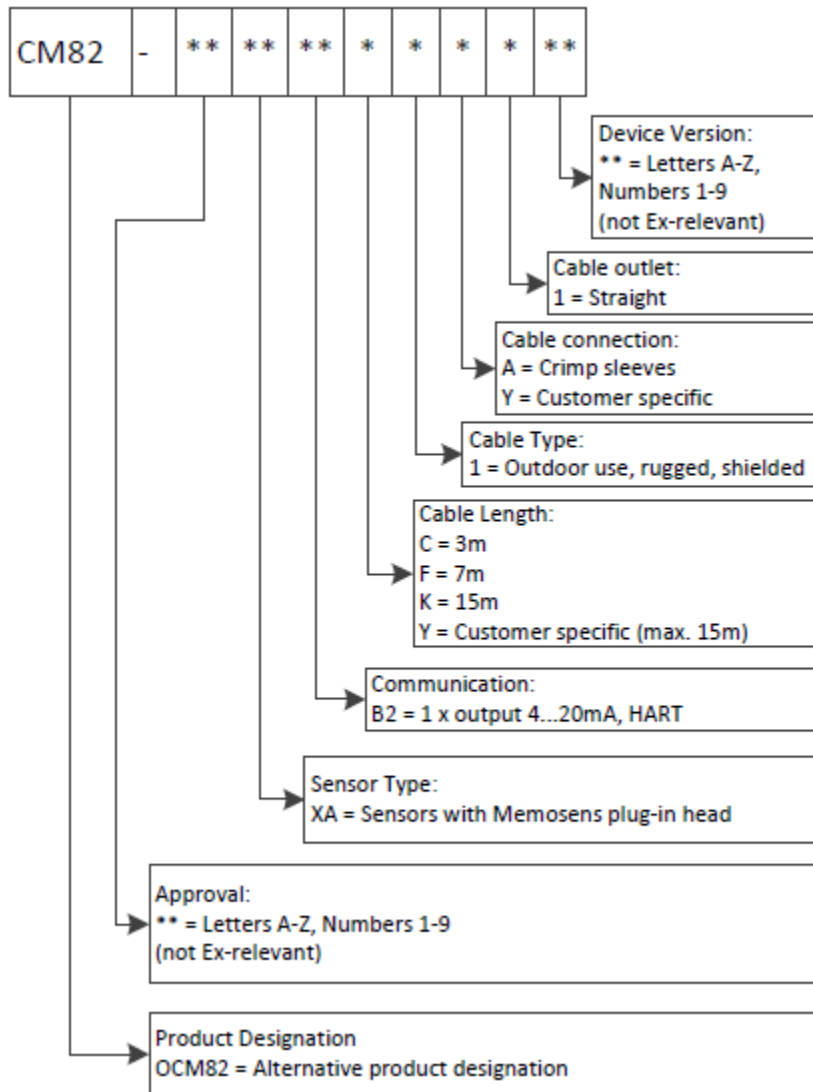 CM82 - ** ** ** * * * * **
Device Version:
** = Letters A-Z,
Numbers 1-9
(not Ex-relevant)
Cable outlet:
1 = Straight
Cable connection:
A = Crimp sleeves
Y = Customer specific
Cable Type:
1 = Outdoor use, rugged, shielded
Cable Length:
C = 3m
F = 7m
K = 15m
Y = Customer specific (max. 15m)
Communication:
B2 = 1 x output 4...20mA, HART
Sensor Type:
XA = Sensors with Memosens plug-in head
Approval:
** = Letters A-Z, Numbers 1-9
(not Ex-relevant)
Product Designation
OCM82 = Alternative product designation